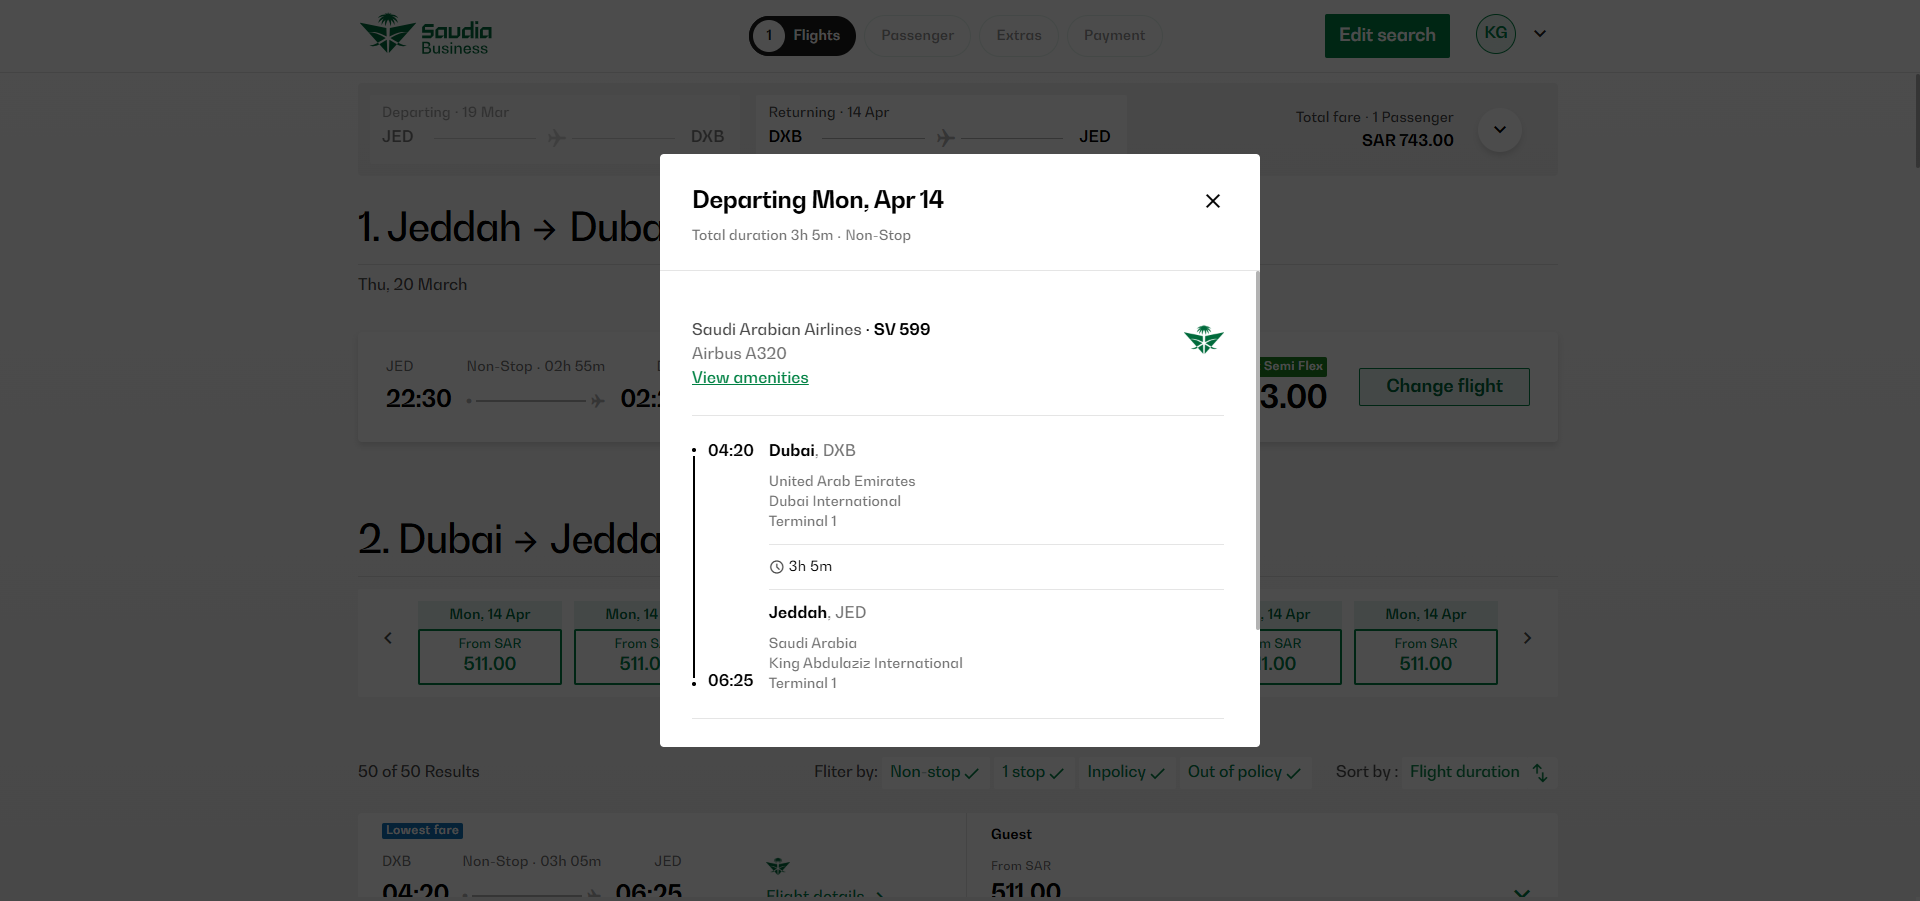 Saudia
Business
1 Flights
Passenger
Extras
Payment
Edit search
KG
Departing · 19 Mar
JED
DXB
Returning · 14 Apr
DXB
JED
Total fare · 1 Passenger
SAR 743.00
1. Jeddah → Duba
Thu, 20 March
JED
Non-Stop · 02h 55m
22:30
02:
Semi Flex
3.00
Change flight
Departing Mon, Apr 14
Total duration 3h 5m · Non-Stop
Saudi Arabian Airlines · SV 599
Airbus A320
View amenities
04:20 Dubai, DXB
United Arab Emirates
Dubai International
Terminal 1
3h 5m
Jeddah, JED
Saudi Arabia
King Abdulaziz International
06:25 Terminal 1
2. Dubai → Jedda
Mon, 14 Apr
From SAR
511.00
Mon, 14
From S
511.0
, 14 Apr
m SAR
1.00
Mon, 14 Apr
From SAR
511.00
50 of 50 Results
Fliter by:
Non-stop
1 stop
Inpolicy
Out of policy
Sort by :
Flight duration
Lowest fare
DXB
Non-Stop · 03h 05m
JED
04:20
06:25
Flight details
Guest
From SAR
511.00